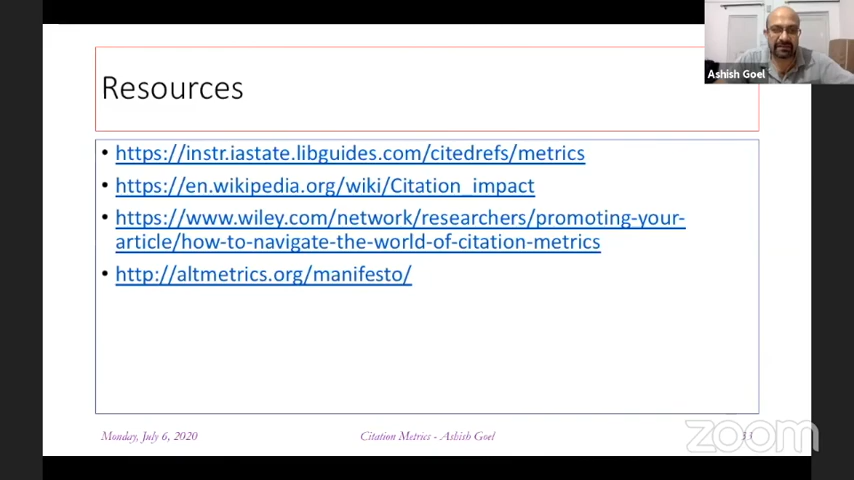 Ashish Goel
Resources
• https://instr.iastate.libguides.com/citedrefs/metrics
• https://en.wikipedia.org/wiki/Citation_impact
• https://www.wiley.com/network/researchers/promoting-your-
article/how-to-navigate-the-world-of-citation-metrics
• http://altmetrics.org/manifesto/
Monday, July 6, 2020 Citation Metrics - Ashish Goel 33
zoom